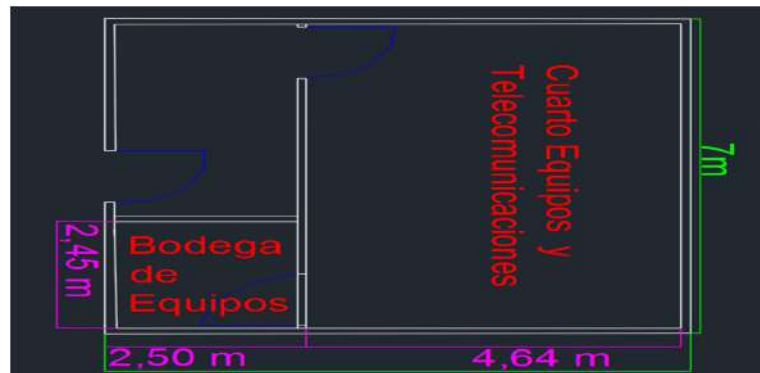 Cuarto Equipos y
Telecomunicaciones
7m
2,45 m
Bodega
de
Equipos
2,50 m
4,64 m